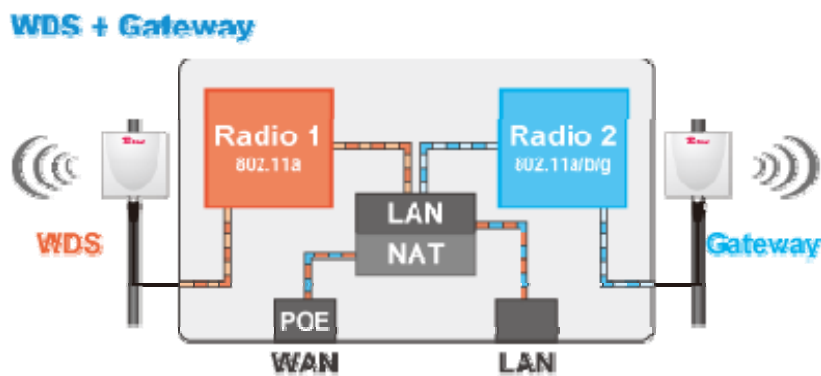 WDS + Gateway
Radio 1
802.11a
Radio 2
802.11a/b/g
LAN
NAT
WDS
Gateway
POE
WAN
LAN